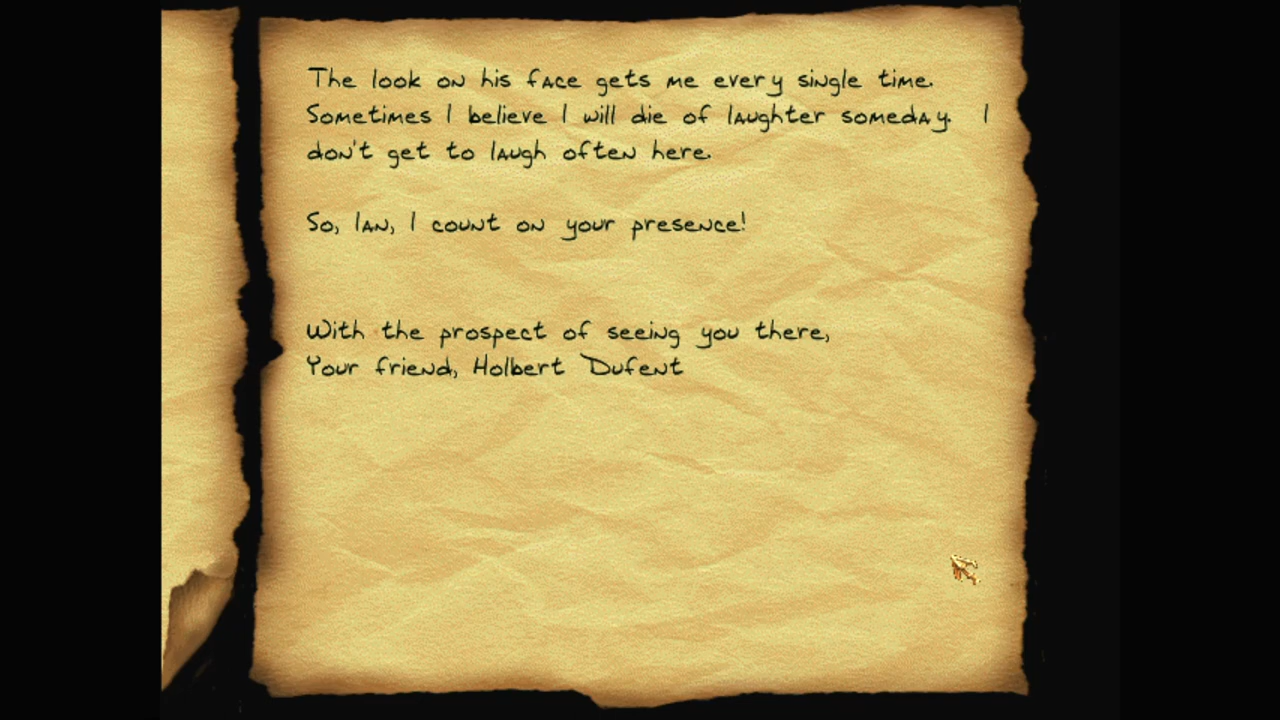 The look on his face gets me every single time.
Sometimes I believe I will die of laughter someday. I
don't get to laugh often here.
So, Ian, I count on your presence!
With the prospect of seeing you there,
Your friend, Holbert Dufent